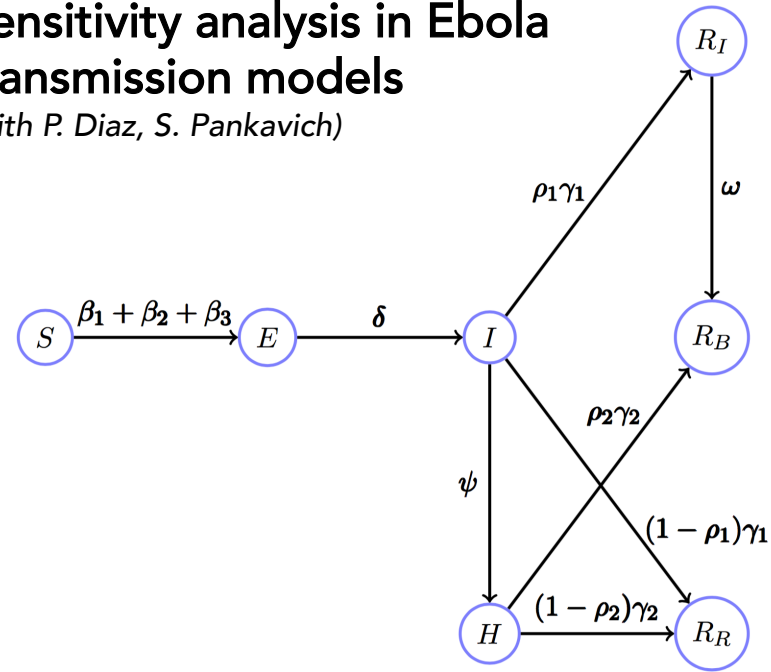 ensitivity analysis in Ebola
ansmission models
ith P. Diaz, S. Pankavich)
R_I
ρ₁γ₁
ω
β₁ + β₂ + β₃
δ
S
E
I
R_B
ρ₂γ₂
ψ
(1 − ρ₁)γ₁
(1 − ρ₂)γ₂
H
R_R